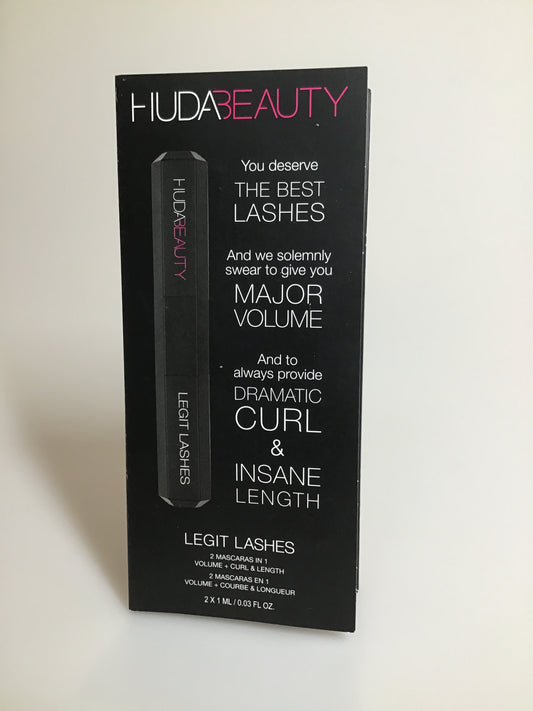 HUDABEAUTY
HUDABEAUTY
LEGIT LASHES
You deserve
THE BEST
LASHES
And we solemnly
swear to give you
MAJOR
VOLUME
And to
always provide
DRAMATIC
CURL
&
INSANE
LENGTH
LEGIT LASHES
2 MASCARAS IN 1
VOLUME + CURL & LENGTH
2 MASCARAS EN 1
VOLUME + COURBE & LONGUEUR
2 X 1 ML / 0.03 FL OZ.